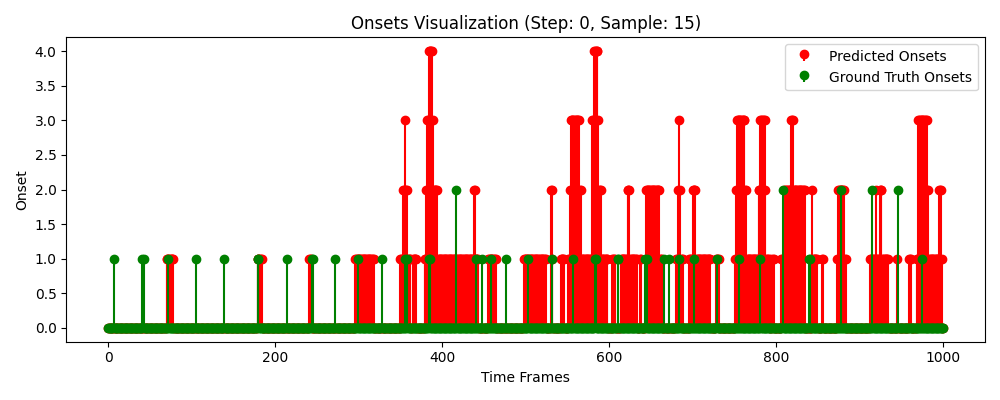 Onsets Visualization (Step: 0, Sample: 15)
Predicted Onsets
Ground Truth Onsets
Onset
4.0
3.5
3.0
2.5
2.0
1.5
1.0
0.5
0.0
0 200 400 600 800 1000
Time Frames